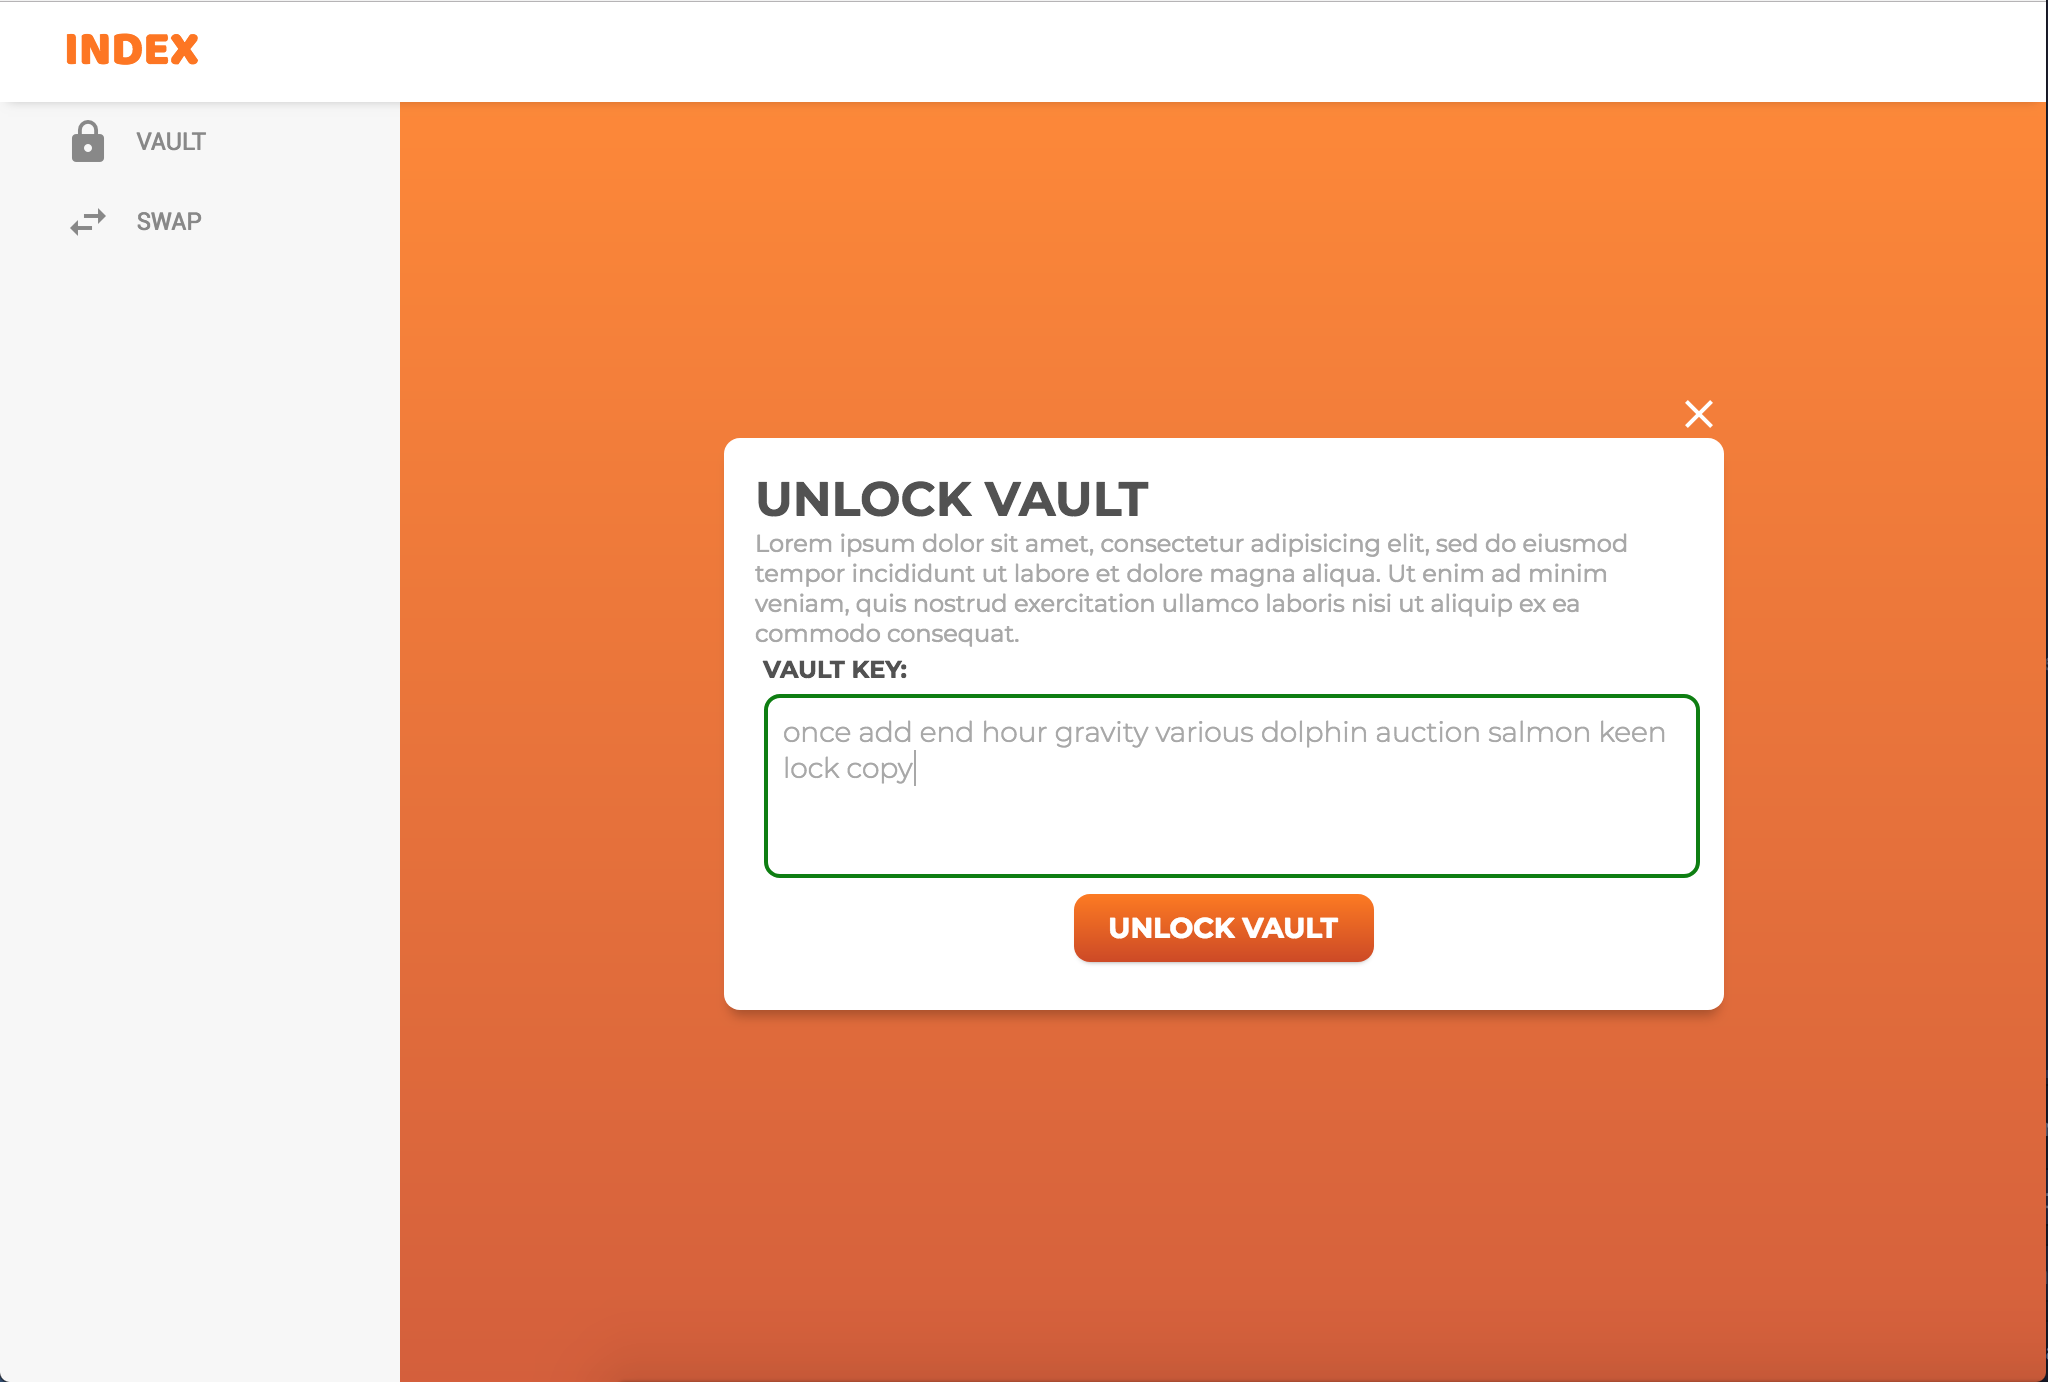 INDEX
VAULT
SWAP
UNLOCK VAULT
Lorem ipsum dolor sit amet, consectetur adipisicing elit, sed do eiusmod
tempor incididunt ut labore et dolore magna aliqua. Ut enim ad minim
veniam, quis nostrud exercitation ullamco laboris nisi ut aliquip ex ea
commodo consequat.
VAULT KEY:
once add end hour gravity various dolphin auction salmon keen
lock copy
UNLOCK VAULT